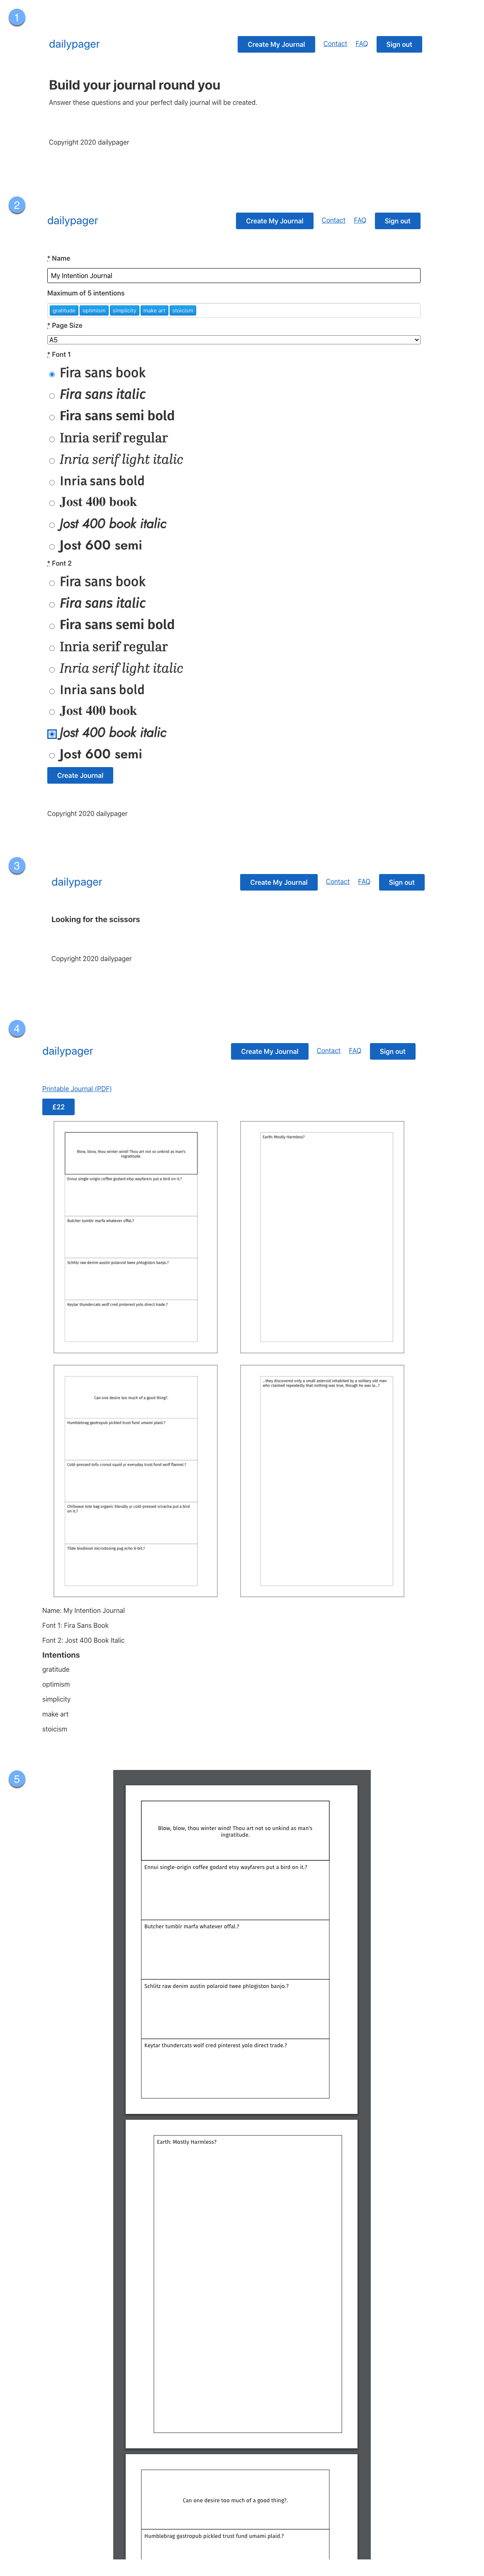 1
dailypager
Create My Journal
Contact
FAQ
Sign out
Build your journal round you
Answer these questions and your perfect daily journal will be created.
Copyright 2020 dailypager
2
dailypager
Create My Journal
Contact
FAQ
Sign out
* Name
My Intention Journal
Maximum of 5 intentions
gratitude optimism simplicity make art stoicism
* Page Size
A5
* Font 1
Fira sans book
Fira sans italic
Fira sans semi bold
Inria serif regular
Inria serif light italic
Inria sans bold
Jost 400 book
Jost 400 book italic
Jost 600 semi
* Font 2
Fira sans book
Fira sans italic
Fira sans semi bold
Inria serif regular
Inria serif light italic
Inria sans bold
Jost 400 book
Jost 400 book italic
Jost 600 semi
Create Journal
Copyright 2020 dailypager
3
dailypager
Create My Journal
Contact
FAQ
Sign out
Looking for the scissors
Copyright 2020 dailypager
4
dailypager
Create My Journal
Contact
FAQ
Sign out
Printable Journal (PDF)
£22
Blow, blow, thou winter wind! Thou art not so unkind as man's
ingratitude.
Ennui single-origin coffee godard etsy wayfarers put a bird on it.?
Butcher tumblr marfa whatever offal.?
Schlitz raw denim austin polaroid twee phlogiston banjo.?
Keytar thundercats wolf cred pinterest yolo direct trade.?
Earth: Mostly Harmless?
Can one desire too much of a good thing?.
Humblebrag gastropub pickled trust fund umami plaid.?
Cold-pressed tofu cronut squid yr everyday trust fund wolf flannel.?
Chillwave tote bag organic literally yr cold-pressed sriracha put a bird
on it.?
Tilde biodiesel microdosing pug echo 8-bit.?
...they discovered only a small asteroid inhabited by a solitary old man
who claimed repeatedly that nothing was true, though he was la...?
Name: My Intention Journal
Font 1: Fira Sans Book
Font 2: Jost 400 Book Italic
Intentions
gratitude
optimism
simplicity
make art
stoicism
5
Blow, blow, thou winter wind! Thou art not so unkind as man's
ingratitude.
Ennui single-origin coffee godard etsy wayfarers put a bird on it.?
Butcher tumblr marfa whatever offal.?
Schlitz raw denim austin polaroid twee phlogiston banjo.?
Keytar thundercats wolf cred pinterest yolo direct trade.?
Earth: Mostly Harmless?
Can one desire too much of a good thing?.
Humblebrag gastropub pickled trust fund umami plaid.?